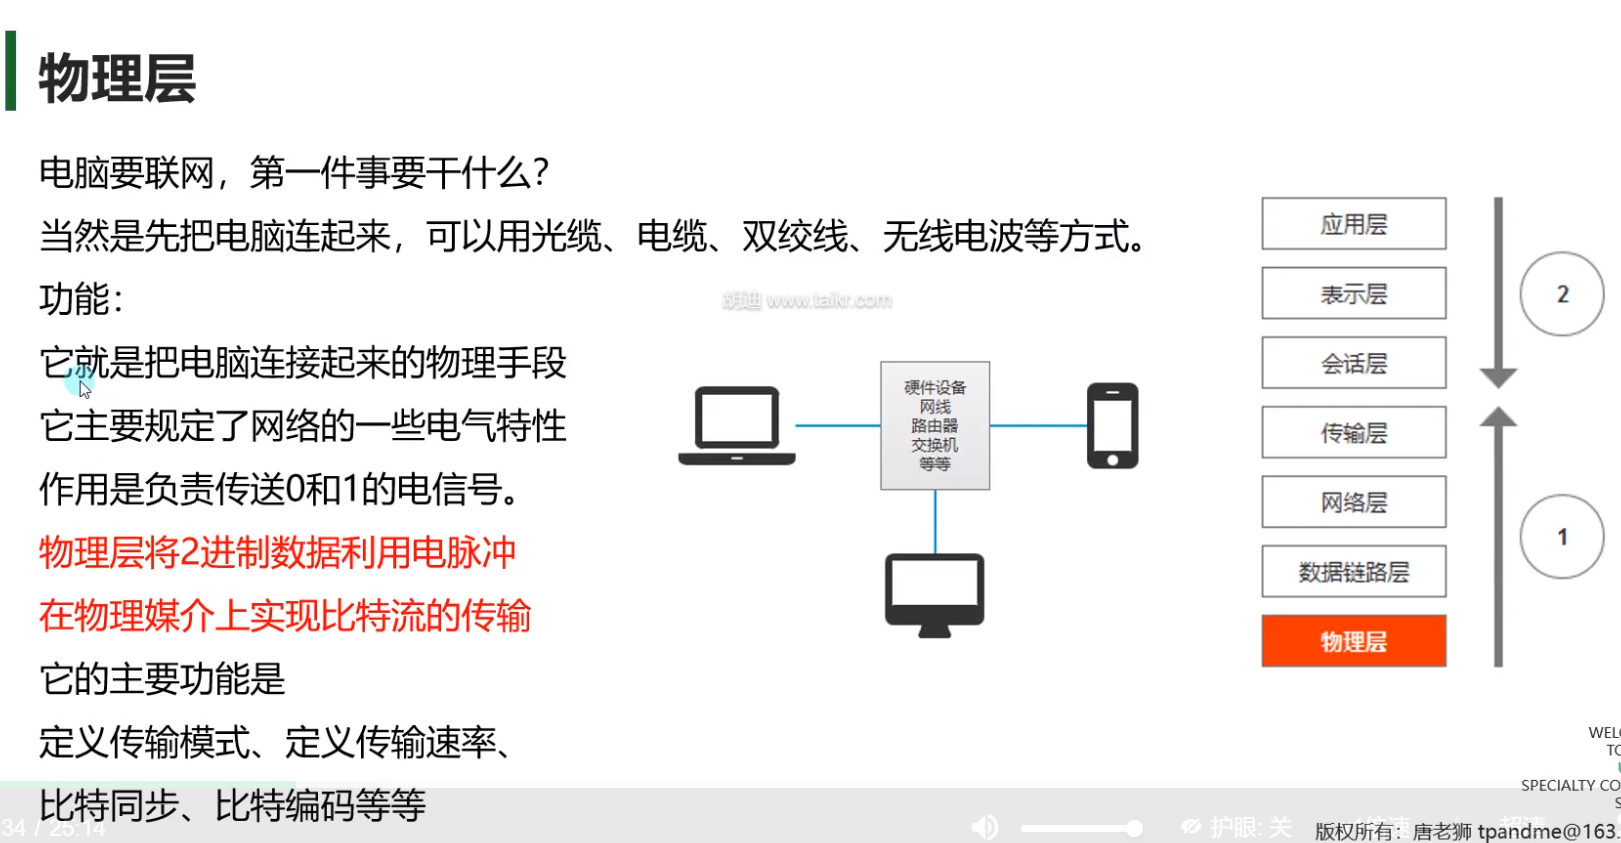 物理层
电脑要联网，第一件事要干什么？
当然是先把电脑连起来，可以用光缆、电缆、双绞线、无线电波等方式。
功能：
它就是把电脑连接起来的物理手段
它主要规定了网络的一些电气特性
作用是负责传送0和1的电信号。
物理层将2进制数据利用电脉冲
在物理媒介上实现比特流的传输
它的主要功能是
定义传输模式、定义传输速率、
比特同步、比特编码等等
胡迪 www.taikr.com
硬件设备
网线
路由器
交换机
等等
应用层
表示层
会话层
传输层
网络层
数据链路层
物理层
2
1
SPECIALTY CO
34 / 25:14
护眼: 关
倍速
超清
版权所有：唐老狮 tpandme@163.